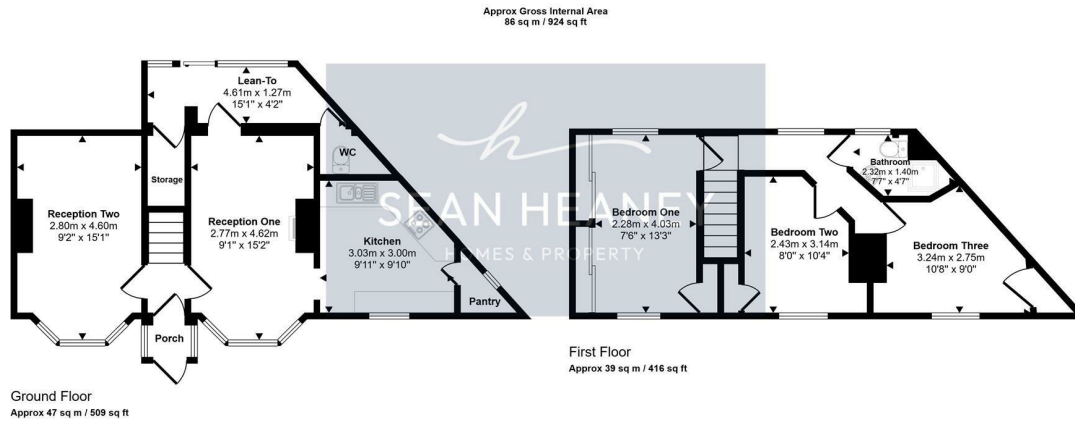 Approx Gross Internal Area
86 sq m / 924 sq ft
Lean-To
4.61m x 1.27m
15'1" x 4'2"
WC
Storage
Reception Two
2.80m x 4.60m
9'2" x 15'1"
Reception One
2.77m x 4.62m
9'1" x 15'2"
Kitchen
3.03m x 3.00m
9'11" x 9'10"
Pantry
Porch
Ground Floor
Approx 47 sq m / 509 sq ft
h
SEAN HEANEY
HOMES & PROPERTY
Bathroom
2.32m x 1.40m
7'7" x 4'7"
Bedroom One
2.28m x 4.03m
7'6" x 13'3"
Bedroom Two
2.43m x 3.14m
8'0" x 10'4"
Bedroom Three
3.24m x 2.75m
10'8" x 9'0"
First Floor
Approx 39 sq m / 416 sq ft